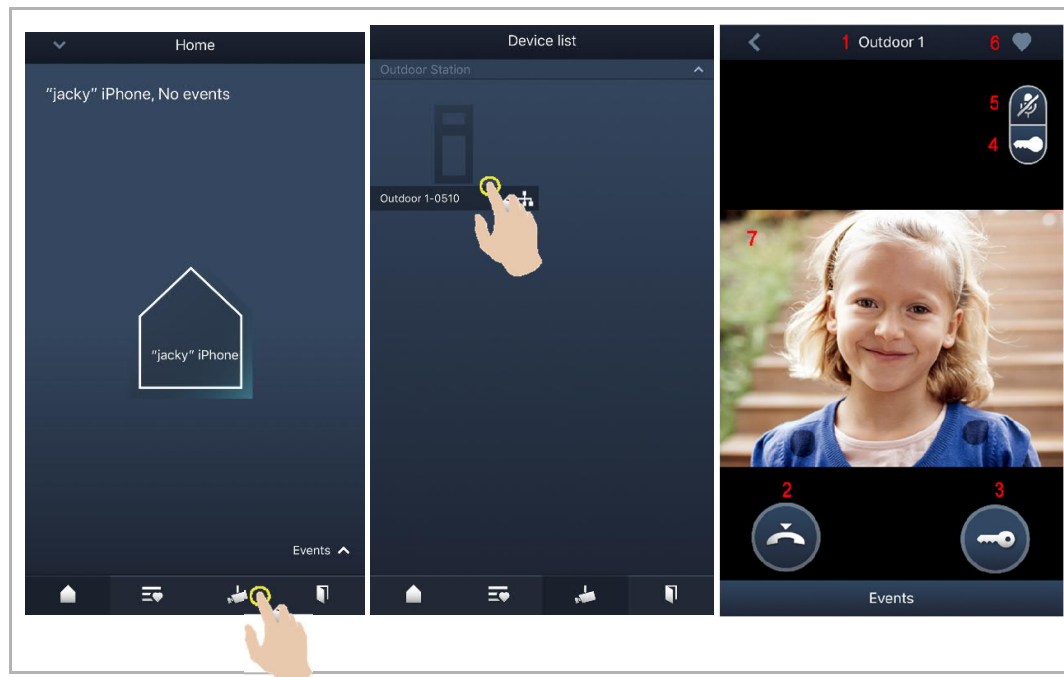 Home
"jacky" iPhone, No events
"jacky" iPhone
Events
Device list
Outdoor Station
Outdoor 1-0510
1 Outdoor 1 6
5
4
7
2 3
Events